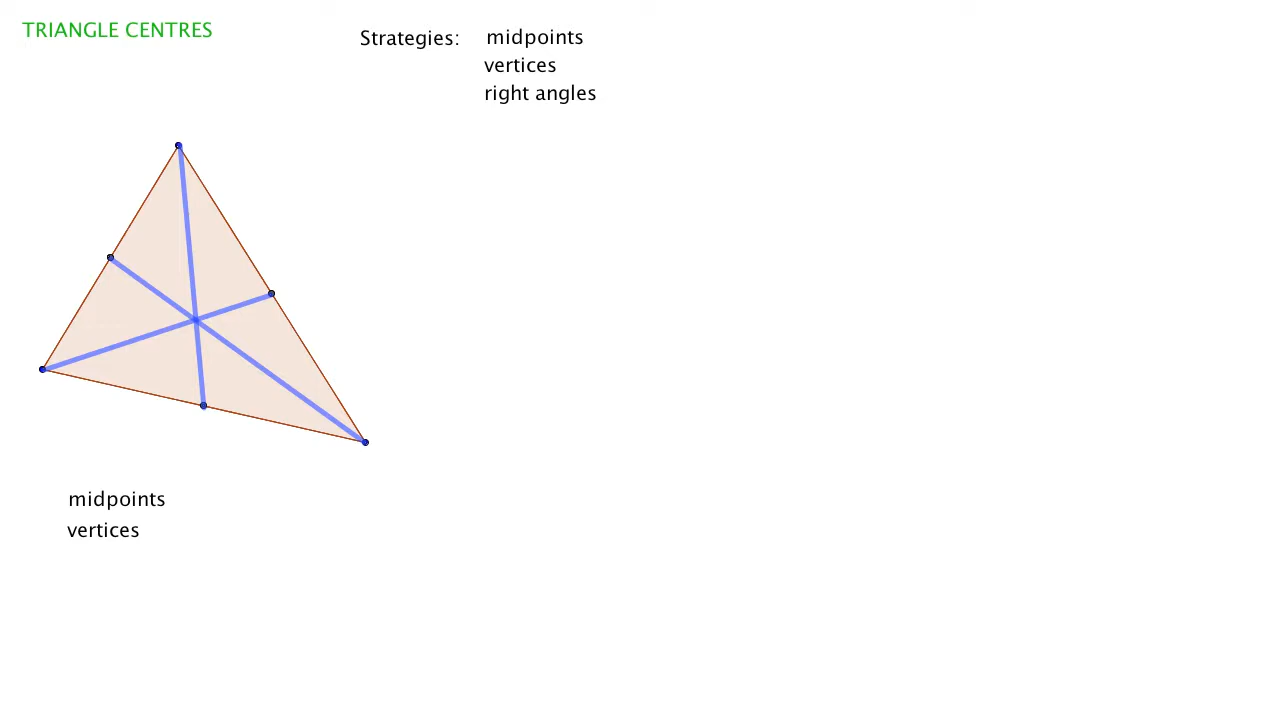 TRIANGLE CENTRES
Strategies: midpoints
vertices
right angles
midpoints
vertices